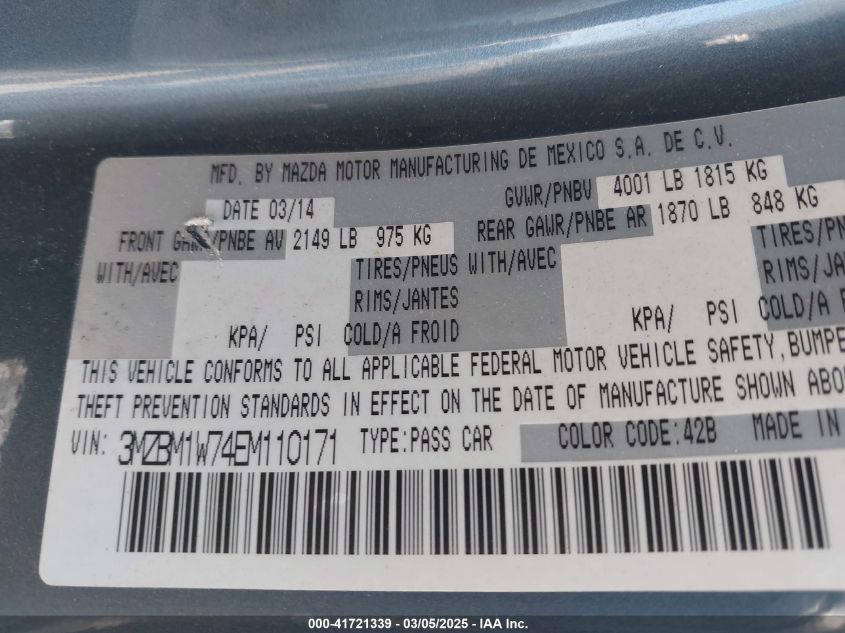 MFD. BY MAZDA MOTOR MANUFACTURING DE MEXICO S.A. DE C.V.
DATE 03/14 GVWR/PNBV 4001 LB 1815 KG
FRONT GAWR/PNBE AV 2149 LB 975 KG REAR GAWR/PNBE AR 1870 LB 848 KG
WITH/AVEC TIRES/PNEUS WITH/AVEC TIRES/PN
RIMS/JANTES RIMS/JA
KPA/ PSI COLD/A FROID KPA/ PSI COLD/A F
THIS VEHICLE CONFORMS TO ALL APPLICABLE FEDERAL MOTOR VEHICLE SAFETY, BUMPE
THEFT PREVENTION STANDARDS IN EFFECT ON THE DATE OF MANUFACTURE SHOWN ABO
VIN: 3MZBM1W74EM110171 TYPE:PASS CAR COLOR CODE:42B MADE IN
000-41721339 - 03/05/2025 - IAA Inc.